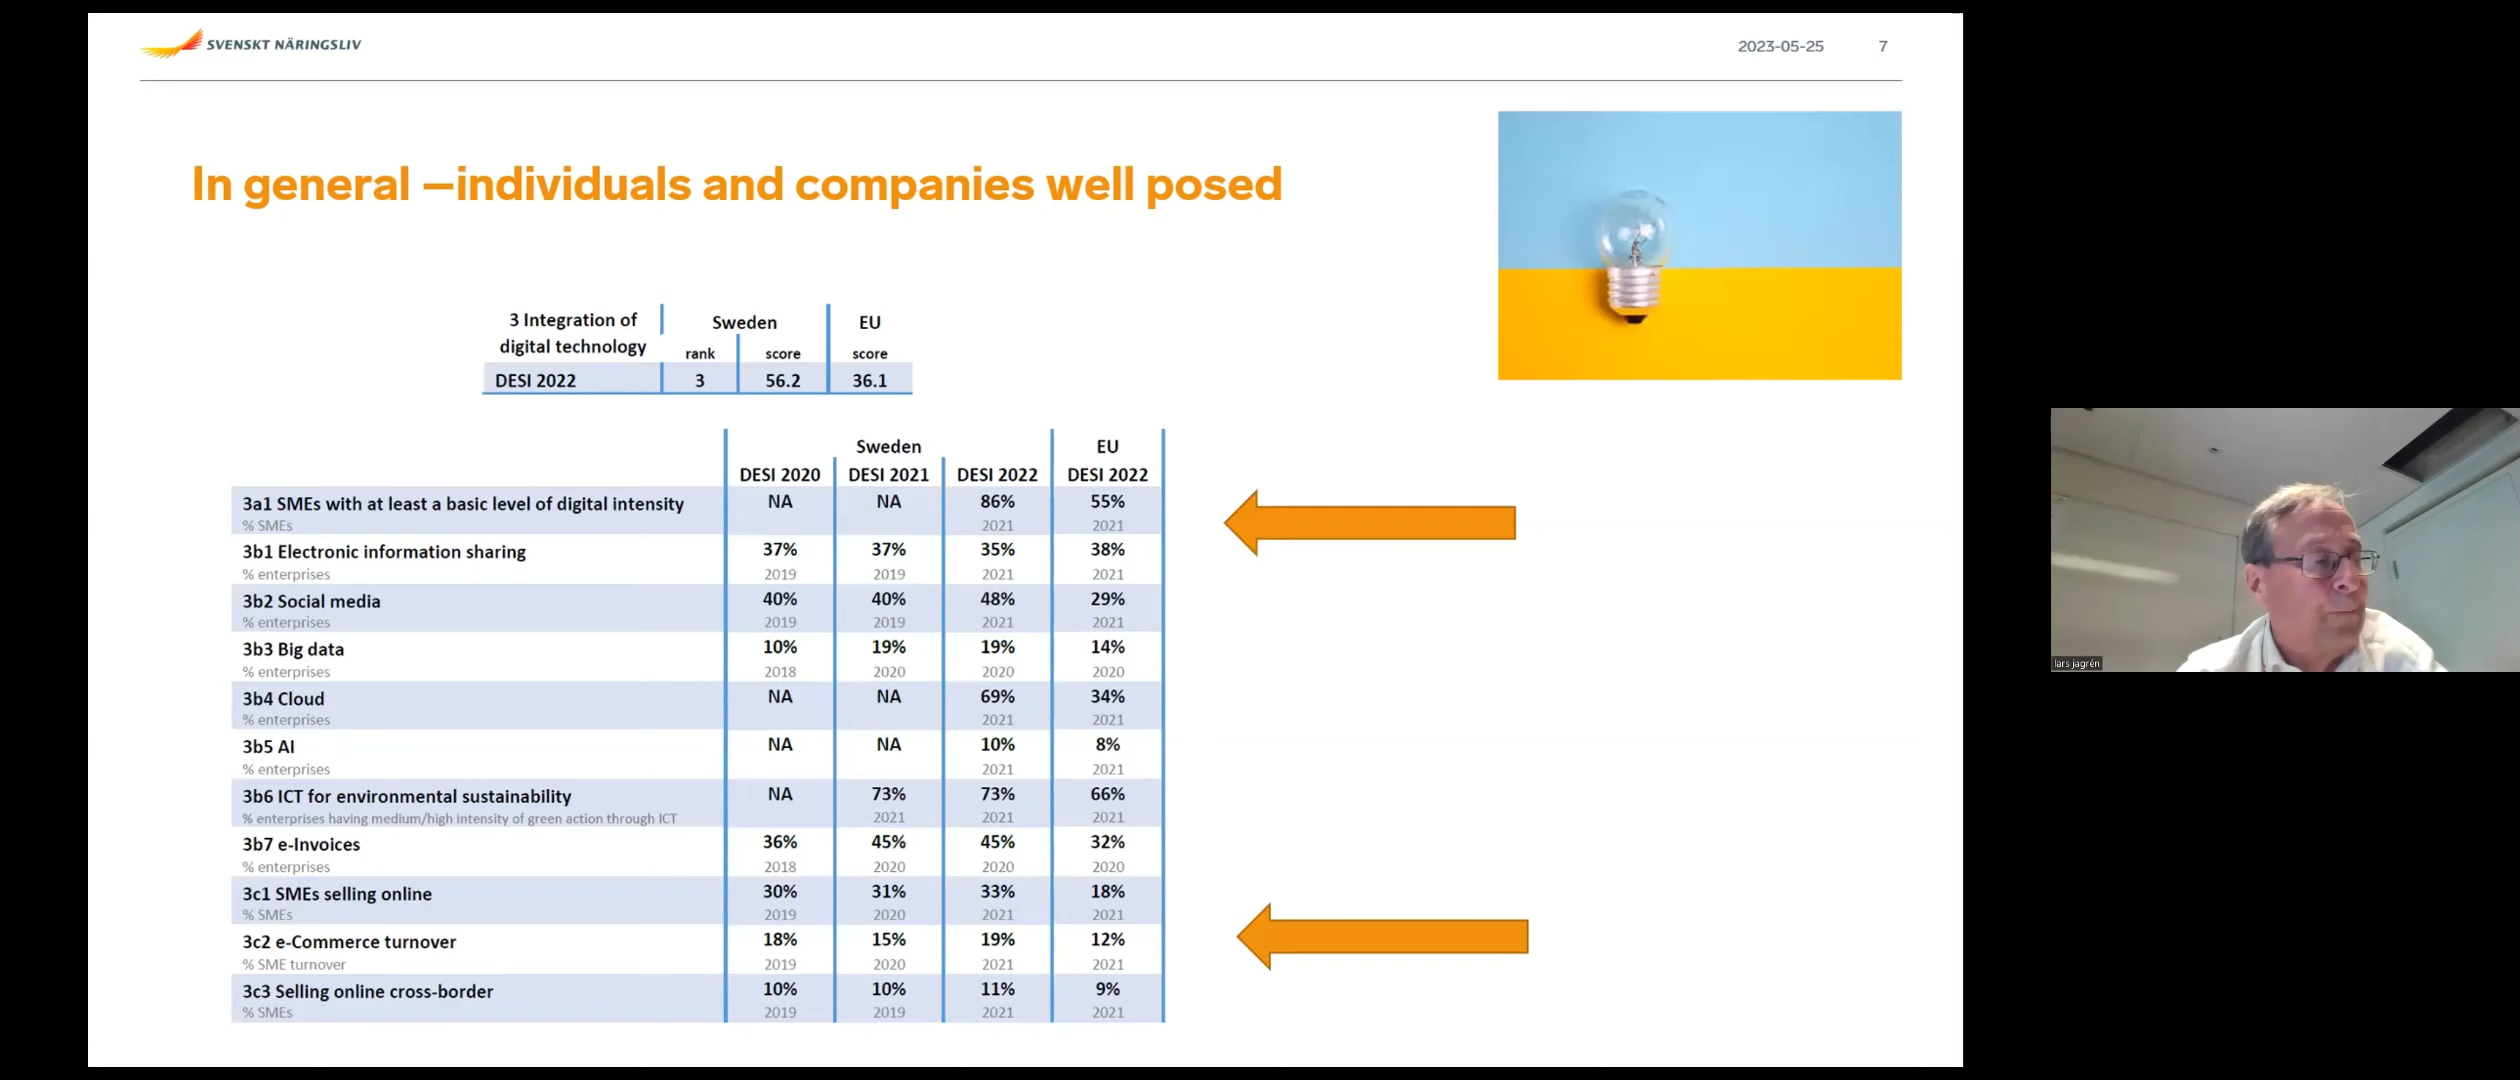 SVENSKT NÄRINGSLIV
2023-05-25 7
In general –individuals and companies well posed
3 Integration of digital technology
Sweden EU
rank score score
DESI 2022 3 56.2 36.1
Sweden EU
DESI 2020 DESI 2021 DESI 2022 DESI 2022
3a1 SMEs with at least a basic level of digital intensity NA NA 86% 55%
% SMEs 2021 2021
3b1 Electronic information sharing 37% 37% 35% 38%
% enterprises 2019 2019 2021 2021
3b2 Social media 40% 40% 48% 29%
% enterprises 2019 2019 2021 2021
3b3 Big data 10% 19% 19% 14%
% enterprises 2018 2020 2020 2020
3b4 Cloud NA NA 69% 34%
% enterprises 2021 2021
3b5 AI NA NA 10% 8%
% enterprises 2021 2021
3b6 ICT for environmental sustainability NA 73% 73% 66%
% enterprises having medium/high intensity of green action through ICT 2021 2021 2021
3b7 e-Invoices 36% 45% 45% 32%
% enterprises 2018 2020 2020 2020
3c1 SMEs selling online 30% 31% 33% 18%
% SMEs 2019 2020 2021 2021
3c2 e-Commerce turnover 18% 15% 19% 12%
% SME turnover 2019 2020 2021 2021
3c3 Selling online cross-border 10% 10% 11% 9%
% SMEs 2019 2019 2021 2021
lars jagrén